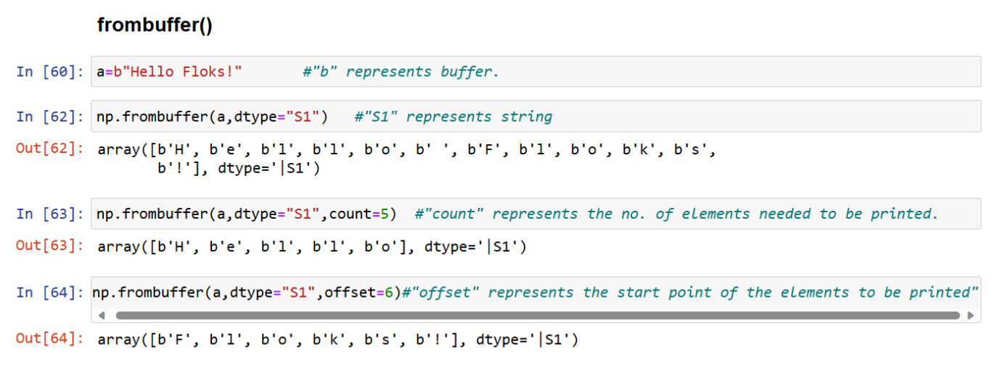 frombuffer()
In [60]: a=b"Hello Floks!"       #"b" represents buffer.
In [62]: np.frombuffer(a,dtype="S1")   #"S1" represents string
Out[62]: array([b'H', b'e', b'l', b'l', b'o', b' ', b'F', b'l', b'o', b'k', b's',
       b'!'], dtype='|S1')
In [63]: np.frombuffer(a,dtype="S1",count=5)  #"count" represents the no. of elements needed to be printed.
Out[63]: array([b'H', b'e', b'l', b'l', b'o'], dtype='|S1')
In [64]: np.frombuffer(a,dtype="S1",offset=6)#"offset" represents the start point of the elements to be printed"
Out[64]: array([b'F', b'l', b'o', b'k', b's', b'!'], dtype='|S1')